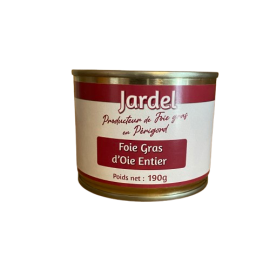 Jardel
Producteur de Foie gras
en Périgord
Foie Gras
d'Oie Entier
Poids net : 190g